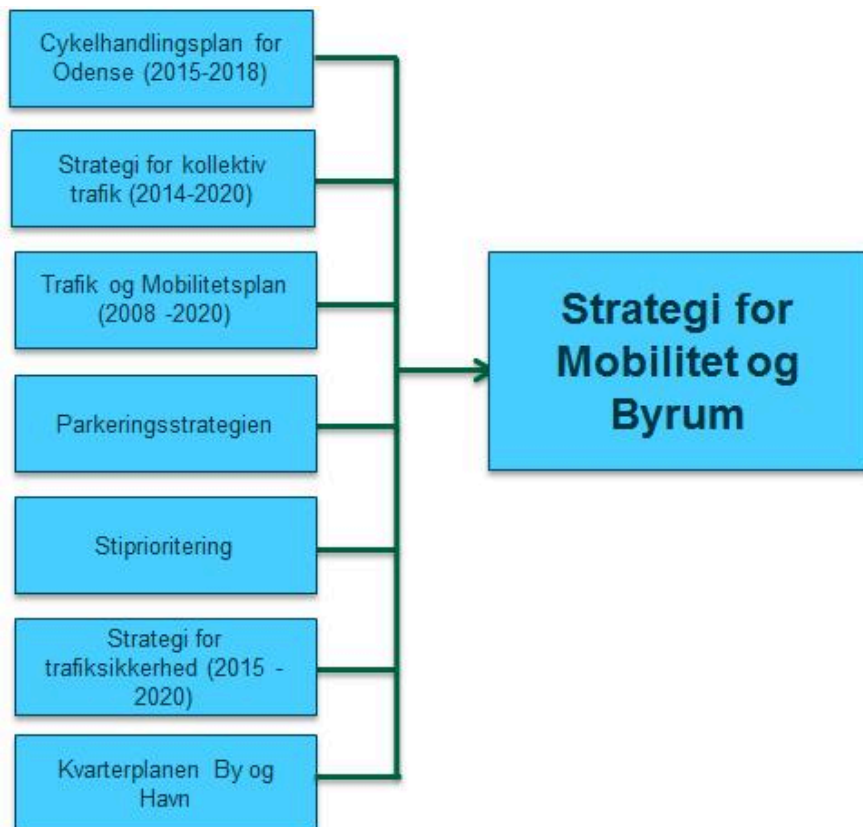 Cykelhandlingsplan for
Odense (2015-2018)
Strategi for kollektiv
trafik (2014-2020)
Trafik og Mobilitetsplan
(2008 -2020)
Parkeringsstrategien
Stiprioritering
Strategi for
trafiksikkerhed (2015 -
2020)
Kvarterplanen By og
Havn
Strategi for
Mobilitet og
Byrum